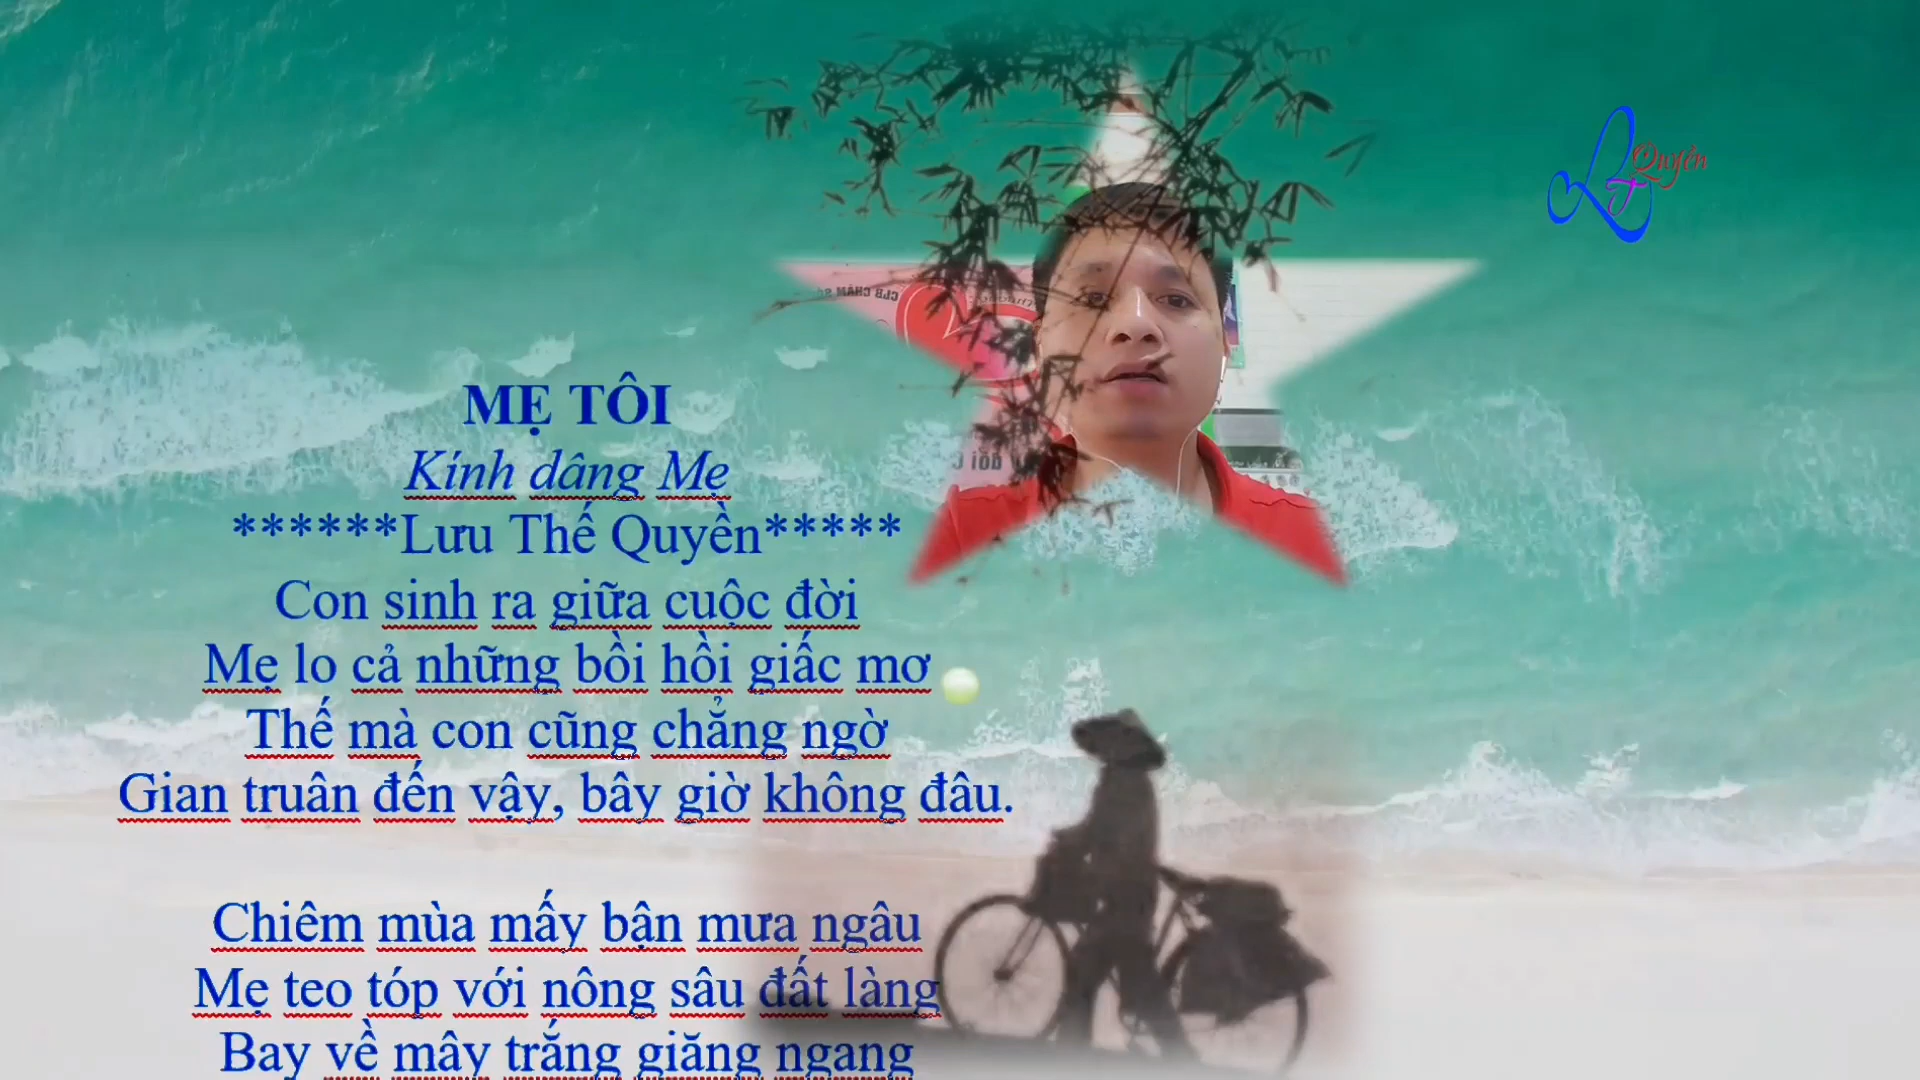 Quyền
LT
CLB CHĂM
MẸ TÔI
Kính dâng Mẹ
******Lưu Thế Quyền*****
Con sinh ra giữa cuộc đời
Mẹ lo cả những bồi hồi giấc mơ
Thế mà con cũng chẳng ngờ
Gian truân đến vậy, bây giờ không đâu.
Chiêm mùa mấy bận mưa ngâu
Mẹ teo tóp với nông sâu đất làng
Bay về mây trắng giăng ngang